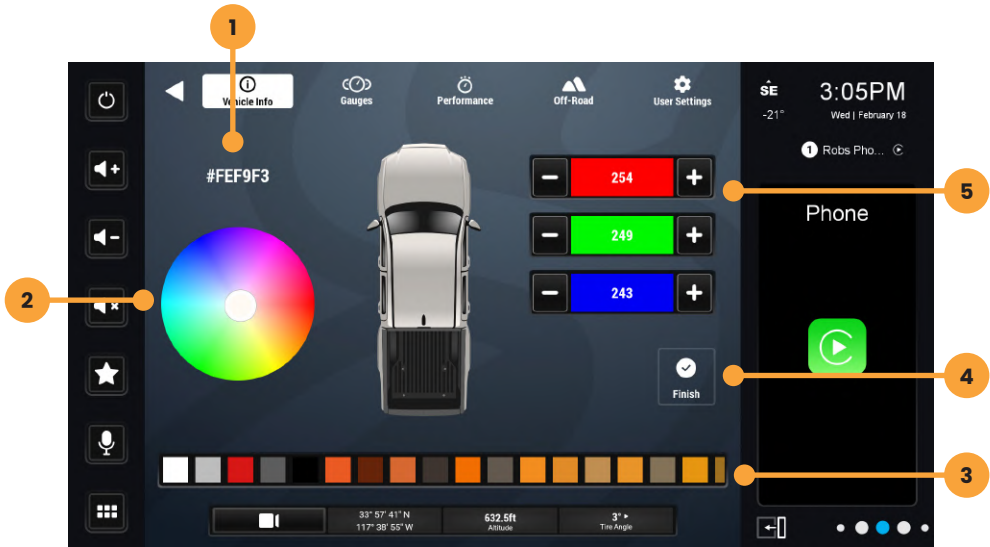 1
Vehicle Info
Gauges
Performance
Off-Road
User Settings
SE
-21°
3:05PM
Wed | February 18
1 Robs Pho...
#FEF9F3
254
249
243
5
Phone
2
Finish
4
3
33° 57' 41" N
117° 38' 55" W
632.5ft
Altitude
3° ▸
Tire Angle